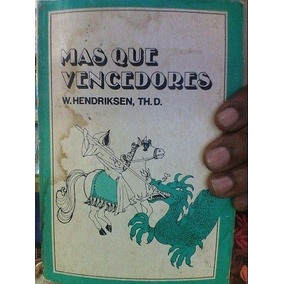 MAS QUE
VENCEDORES
W. HENDRIKSEN, TH. D.